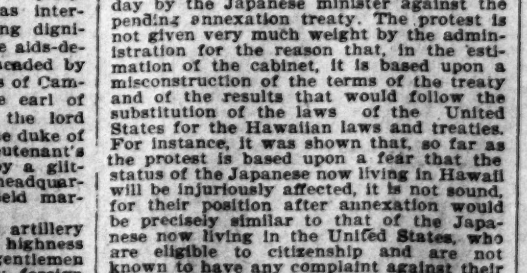 as inter-
ng digni-
e aids-de-
ended by
s of Cam-
e earl of
the lord
e duke of
eutenant's
by a glit-
headquar-
ield mar-
artillery
highness
gentlemen
day by the Japanese minister against the
pending annexation treaty. The protest is
not given very much weight by the admin-
istration for the reason that, in the esti-
mation of the cabinet, it is based upon a
misconstruction of the terms of the treaty
and of the results that would follow the
substitution of the laws of the United
States for the Hawaiian laws and treaties.
For instance, it was shown that, so far as
the protest is based upon a fear that the
status of the Japanese now living in Hawaii
will be injuriously affected, it is not sound,
for their position after annexation would
be precisely similar to that of the Japa-
nese now living in the United States, who
are eligible to citizenship and are not
known to have any complaint against their